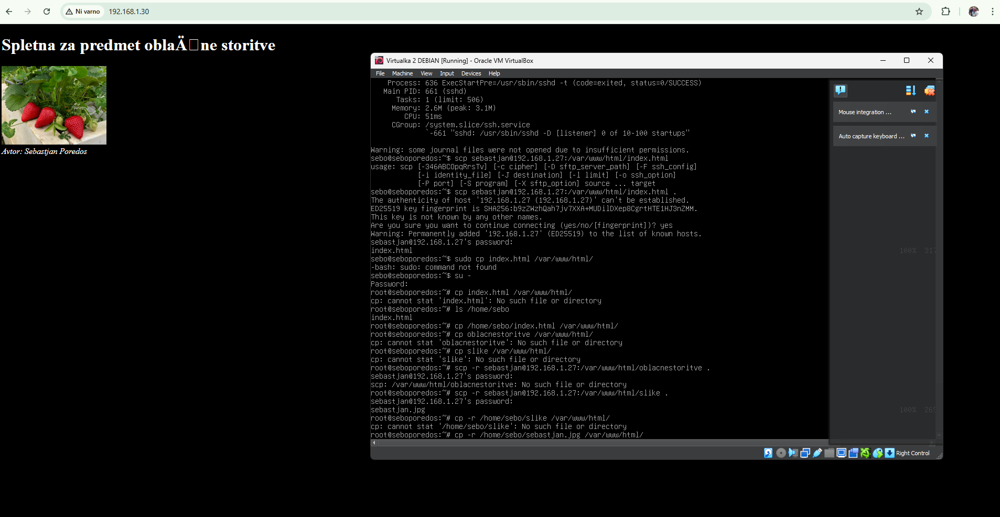 Ni varno
192.168.1.30
Spletna za predmet oblaÄ□ne storitve
Avtor: Sebastjan Poredos
Virtualka 2 DEBIAN [Running] - Oracle VM VirtualBox
File Machine View Input Devices Help
Process: 636 ExecStartPre=/usr/sbin/sshd -t (code=exited, status=0/SUCCESS)
Main PID: 661 (sshd)
Tasks: 1 (limit: 506)
Memory: 2.6M (peak: 3.1M)
CPU: 51ms
CGroup: /system.slice/ssh.service
`-661 "sshd: /usr/sbin/sshd -D [listener] 0 of 10-100 startups"
Warning: some journal files were not opened due to insufficient permissions.
sebo@seboporedos:~$ scp sebastjan@192.168.1.27:/var/www/html/index.html
usage: scp [-346ABCOpqRrsTv] [-c cipher] [-D sftp_server_path] [-F ssh_config]
[-i identity_file] [-J destination] [-l limit] [-o ssh_option]
[-P port] [-S program] [-X sftp_option] source ... target
sebo@seboporedos:~$ scp sebastjan@192.168.1.27:/var/www/html/index.html .
The authenticity of host '192.168.1.27 (192.168.1.27)' can't be established.
ED25519 key fingerprint is SHA256:b9zZWzhQah7jv7XXA+MUDilDXep8CgrtHTE1HJ3nZMM.
This key is not known by any other names.
Are you sure you want to continue connecting (yes/no/[fingerprint])? yes
Warning: Permanently added '192.168.1.27' (ED25519) to the list of known hosts.
sebastjan@192.168.1.27's password:
index.html 100% 317
sebo@seboporedos:~$ sudo cp index.html /var/www/html/
-bash: sudo: command not found
sebo@seboporedos:~$ su -
Password:
root@seboporedos:~# cp index.html /var/www/html/
cp: cannot stat 'index.html': No such file or directory
root@seboporedos:~# ls /home/sebo
index.html
root@seboporedos:~# cp /home/sebo/index.html /var/www/html/
root@seboporedos:~# cp oblacnestoritve /var/www/html/
cp: cannot stat 'oblacnestoritve': No such file or directory
root@seboporedos:~# cp slike /var/www/html/
cp: cannot stat 'slike': No such file or directory
root@seboporedos:~# scp -r sebastjan@192.168.1.27:/var/www/html/oblacnestoritve .
sebastjan@192.168.1.27's password:
scp: /var/www/html/oblacnestoritve: No such file or directory
root@seboporedos:~# scp -r sebastjan@192.168.1.27:/var/www/html/slike .
sebastjan@192.168.1.27's password:
sebastjan.jpg 100%
root@seboporedos:~# cp -r /home/sebo/slike /var/www/html/
cp: cannot stat '/home/sebo/slike': No such file or directory
root@seboporedos:~# cp -r /home/sebo/sebastjan.jpg /var/www/html/
Mouse integration ...
Auto capture keyboard ...
Right Control